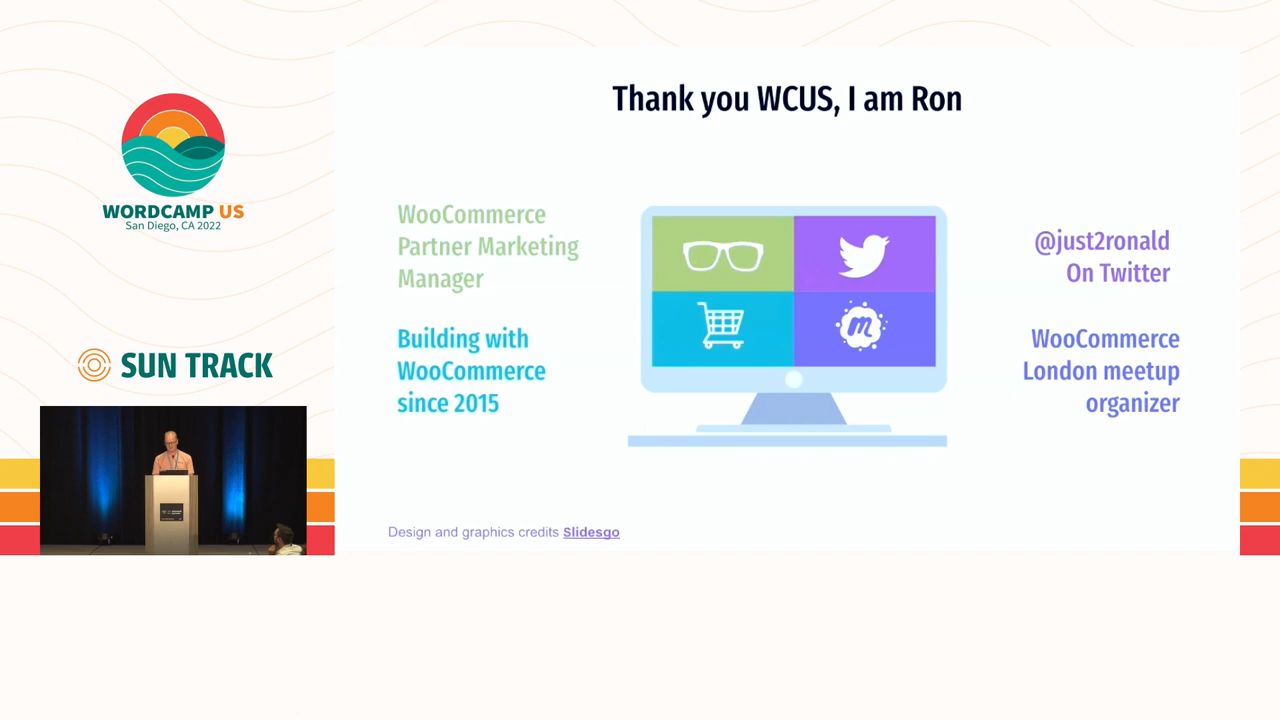 WORDCAMP US
San Diego, CA 2022
SUN TRACK
Thank you WCUS, I am Ron
WooCommerce
Partner Marketing
Manager
Building with
WooCommerce
since 2015
@just2ronald
On Twitter
WooCommerce
London meetup
organizer
Design and graphics credits Slidesgo